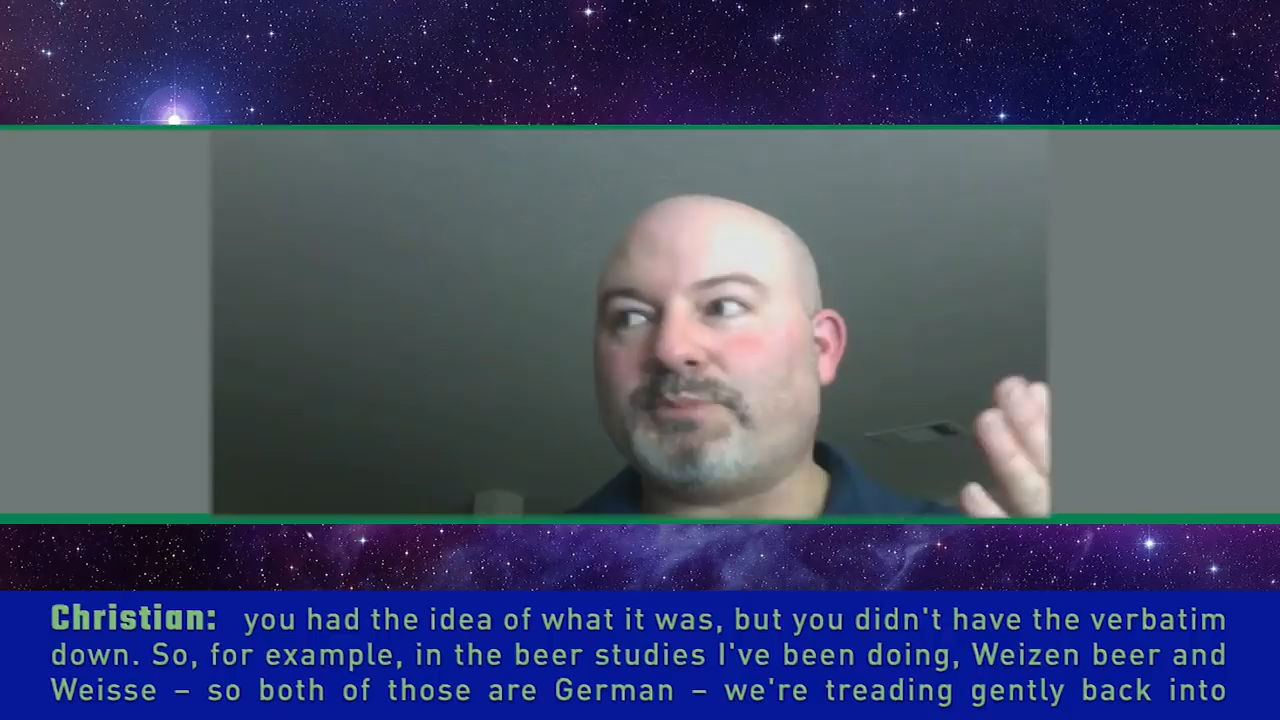 Christian: you had the idea of what it was, but you didn't have the verbatim
down. So, for example, in the beer studies I've been doing, Weizen beer and
Weisse – so both of those are German – we're treading gently back into